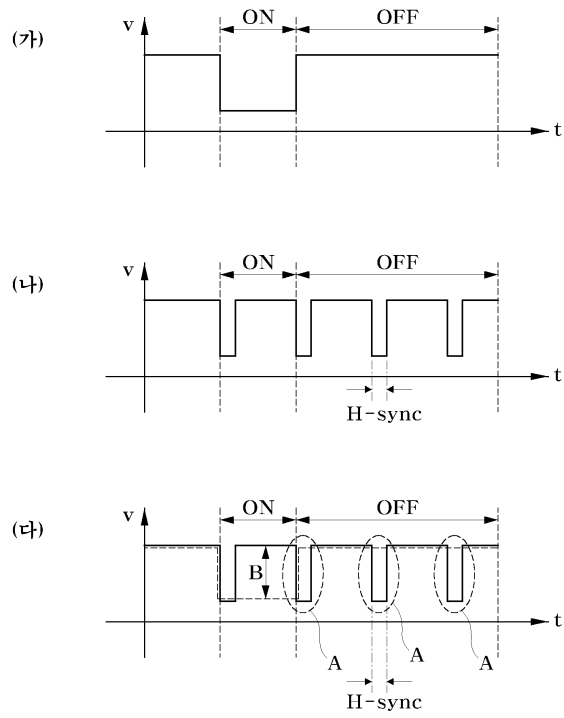 (가)
v
ON
OFF
t
(나)
v
ON
OFF
t
H-sync
(다)
v
ON
OFF
B
t
A
A
A
H-sync